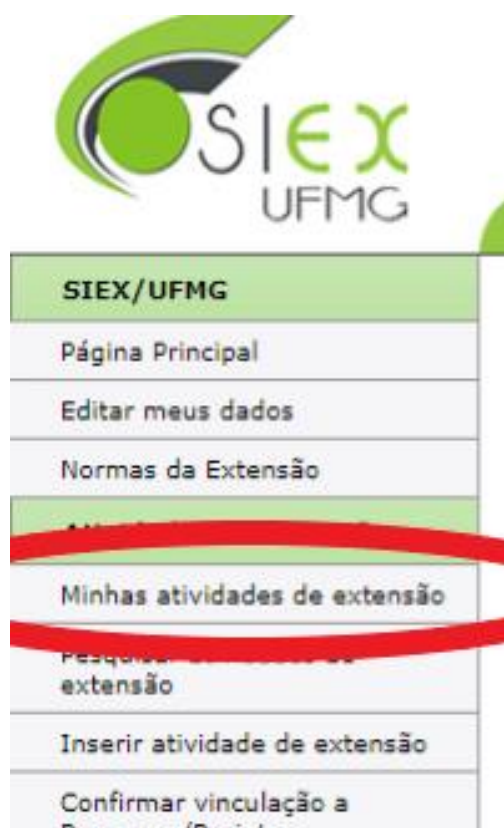 SIEX
UFMG
SIEX/UFMG
Página Principal
Editar meus dados
Normas da Extensão
Minhas atividades de extensão
extensão
Inserir atividade de extensão
Confirmar vinculação a